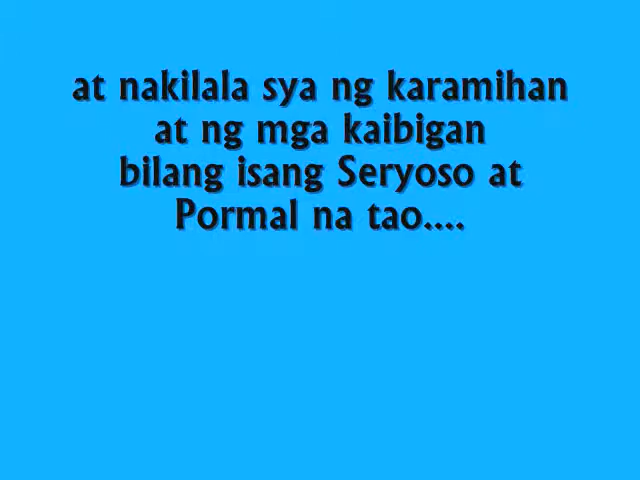 at nakilala sya ng karamihan
at ng mga kaibigan
bilang isang Seryoso at
Pormal na tao....